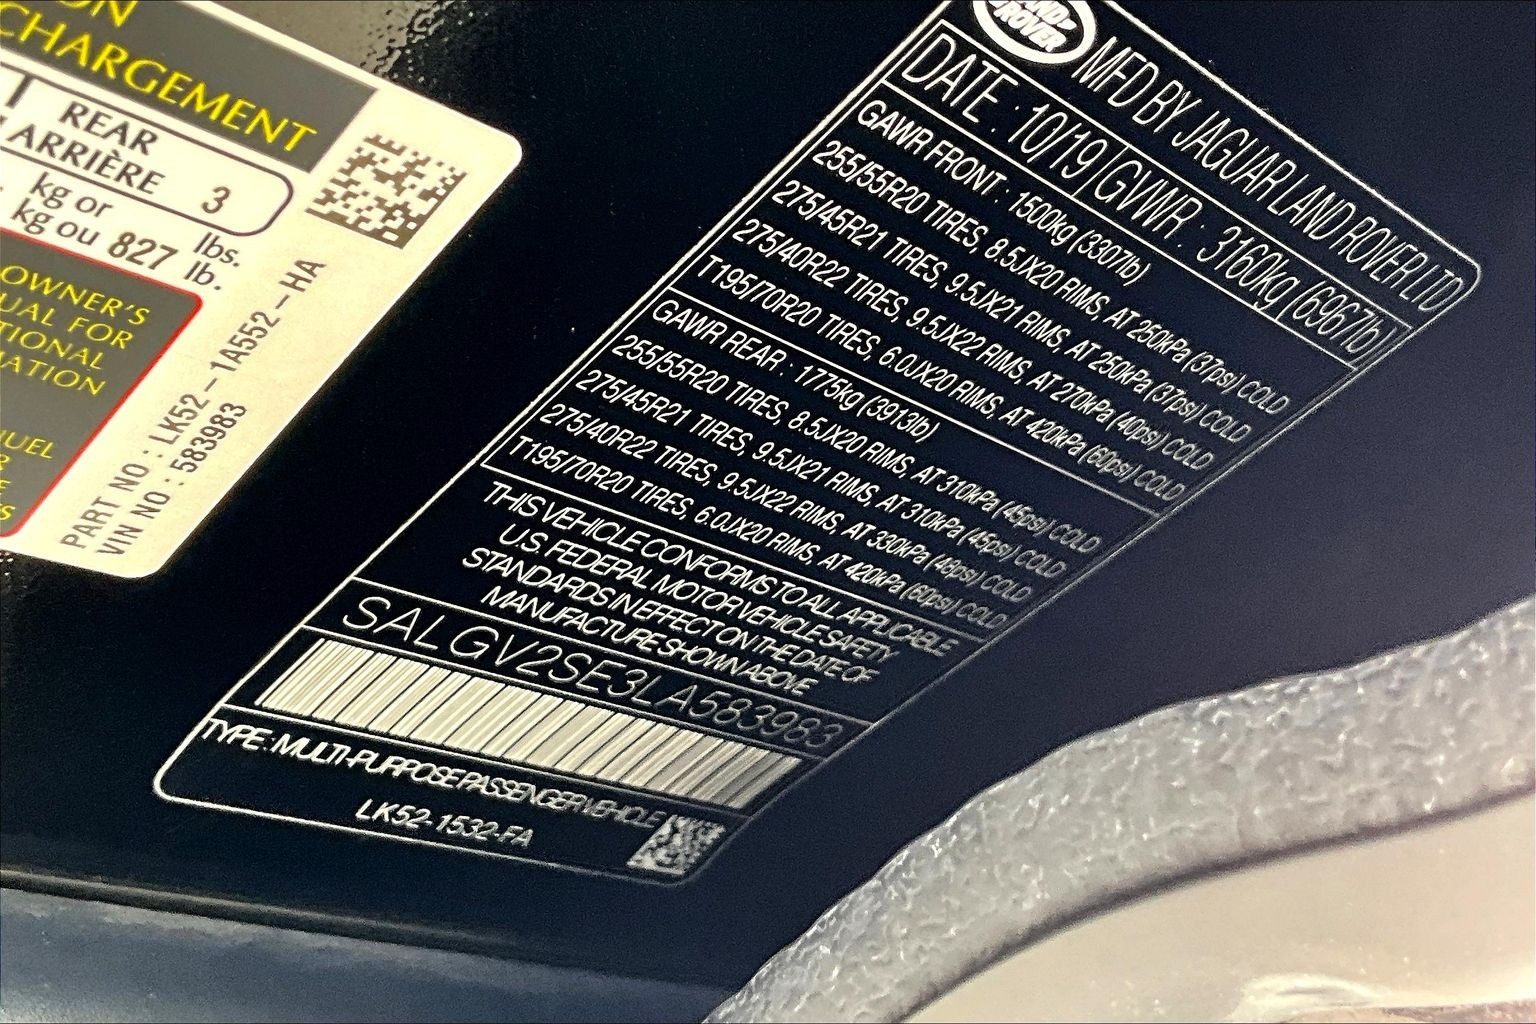 ON
CHARGEMENT
REAR
ARRIÈRE 3
kg or
kg ou 827 lbs.
lb.
OWNER'S
UAL FOR
TIONAL
MATION
NUEL
PART NO : LK52 – 1A552 – HA
VIN NO : 583983
LAND-
ROVER
MFD BY JAGUAR LAND ROVER LTD
DATE : 10/19 GVWR : 3160kg (6967lb)
GAWR FRONT : 1500kg (3307lb)
255/55R20 TIRES, 8.5JX20 RIMS, AT 250kPa (37psi) COLD
275/45R21 TIRES, 9.5JX21 RIMS, AT 250kPa (37psi) COLD
275/40R22 TIRES, 9.5JX22 RIMS, AT 270kPa (40psi) COLD
T195/70R20 TIRES, 6.0JX20 RIMS, AT 420kPa (60psi) COLD
GAWR REAR : 1775kg (3913lb)
255/55R20 TIRES, 8.5JX20 RIMS, AT 310kPa (45psi) COLD
275/45R21 TIRES, 9.5JX21 RIMS, AT 310kPa (45psi) COLD
275/40R22 TIRES, 9.5JX22 RIMS, AT 330kPa (48psi) COLD
T195/70R20 TIRES, 6.0JX20 RIMS, AT 420kPa (60psi) COLD
THIS VEHICLE CONFORMS TO ALL APPLICABLE
U.S. FEDERAL MOTOR VEHICLE SAFETY
STANDARDS IN EFFECT ON THE DATE OF
MANUFACTURE SHOWN ABOVE
SALGV2SE3LA583983
TYPE : MULTI-PURPOSE PASSENGER VEHICLE
LK52-1532-FA